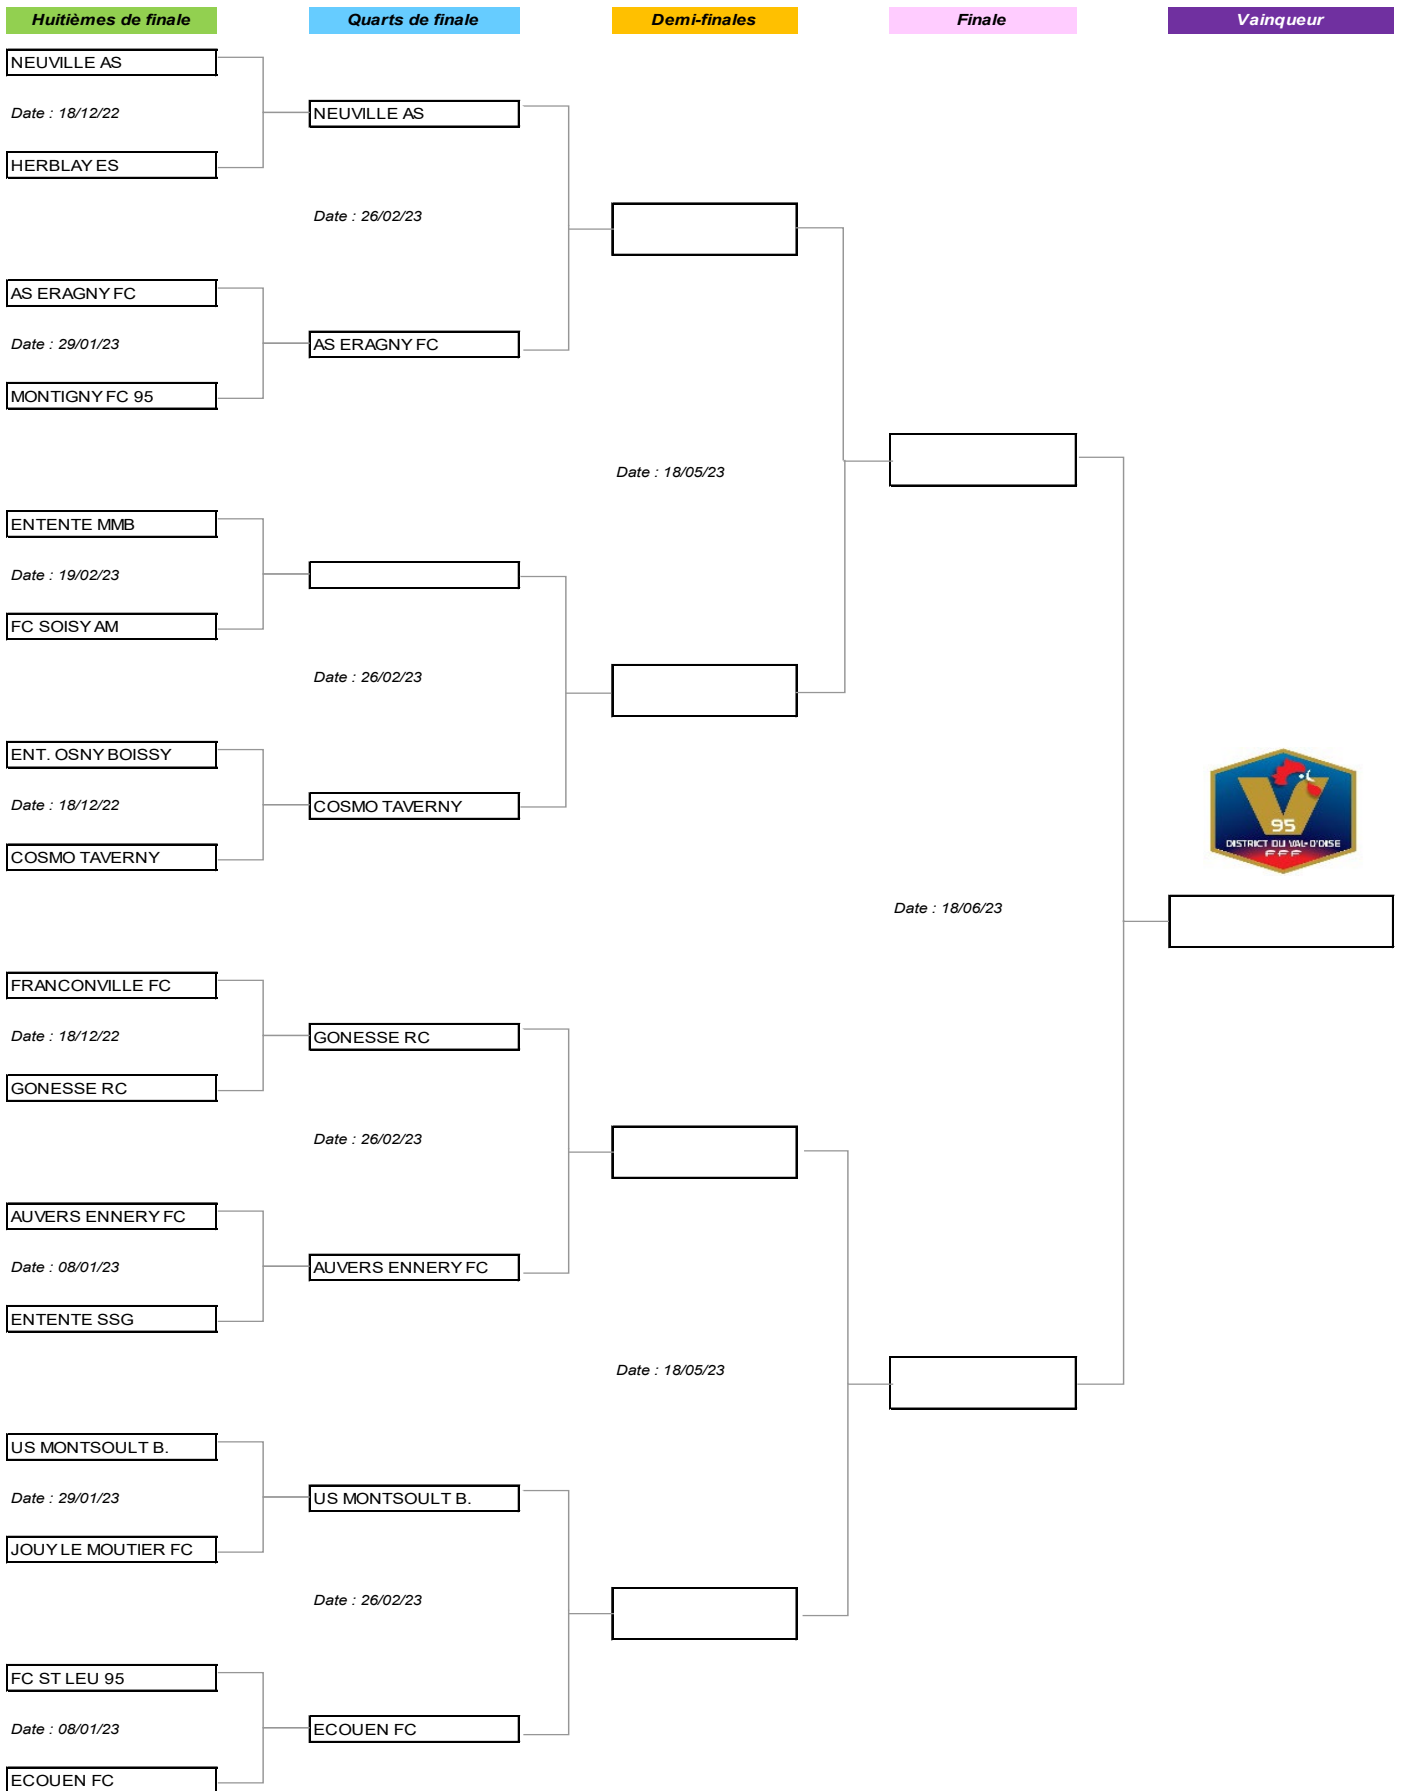 Huitièmes de finale
Quarts de finale
Demi-finales
Finale
Vainqueur
NEUVILLE AS
Date : 18/12/22
NEUVILLE AS
HERBLAY ES
Date : 26/02/23
AS ERAGNY FC
Date : 29/01/23
AS ERAGNY FC
MONTIGNY FC 95
Date : 18/05/23
ENTENTE MMB
Date : 19/02/23
FC SOISY AM
Date : 26/02/23
ENT. OSNY BOISSY
Date : 18/12/22
COSMO TAVERNY
COSMO TAVERNY
95
DISTRICT DU VAL-D'OISE
FFF
Date : 18/06/23
FRANCONVILLE FC
Date : 18/12/22
GONESSE RC
GONESSE RC
Date : 26/02/23
AUVERS ENNERY FC
Date : 08/01/23
AUVERS ENNERY FC
ENTENTE SSG
Date : 18/05/23
US MONTSOULT B.
Date : 29/01/23
US MONTSOULT B.
JOUY LE MOUTIER FC
Date : 26/02/23
FC ST LEU 95
Date : 08/01/23
ECOUEN FC
ECOUEN FC